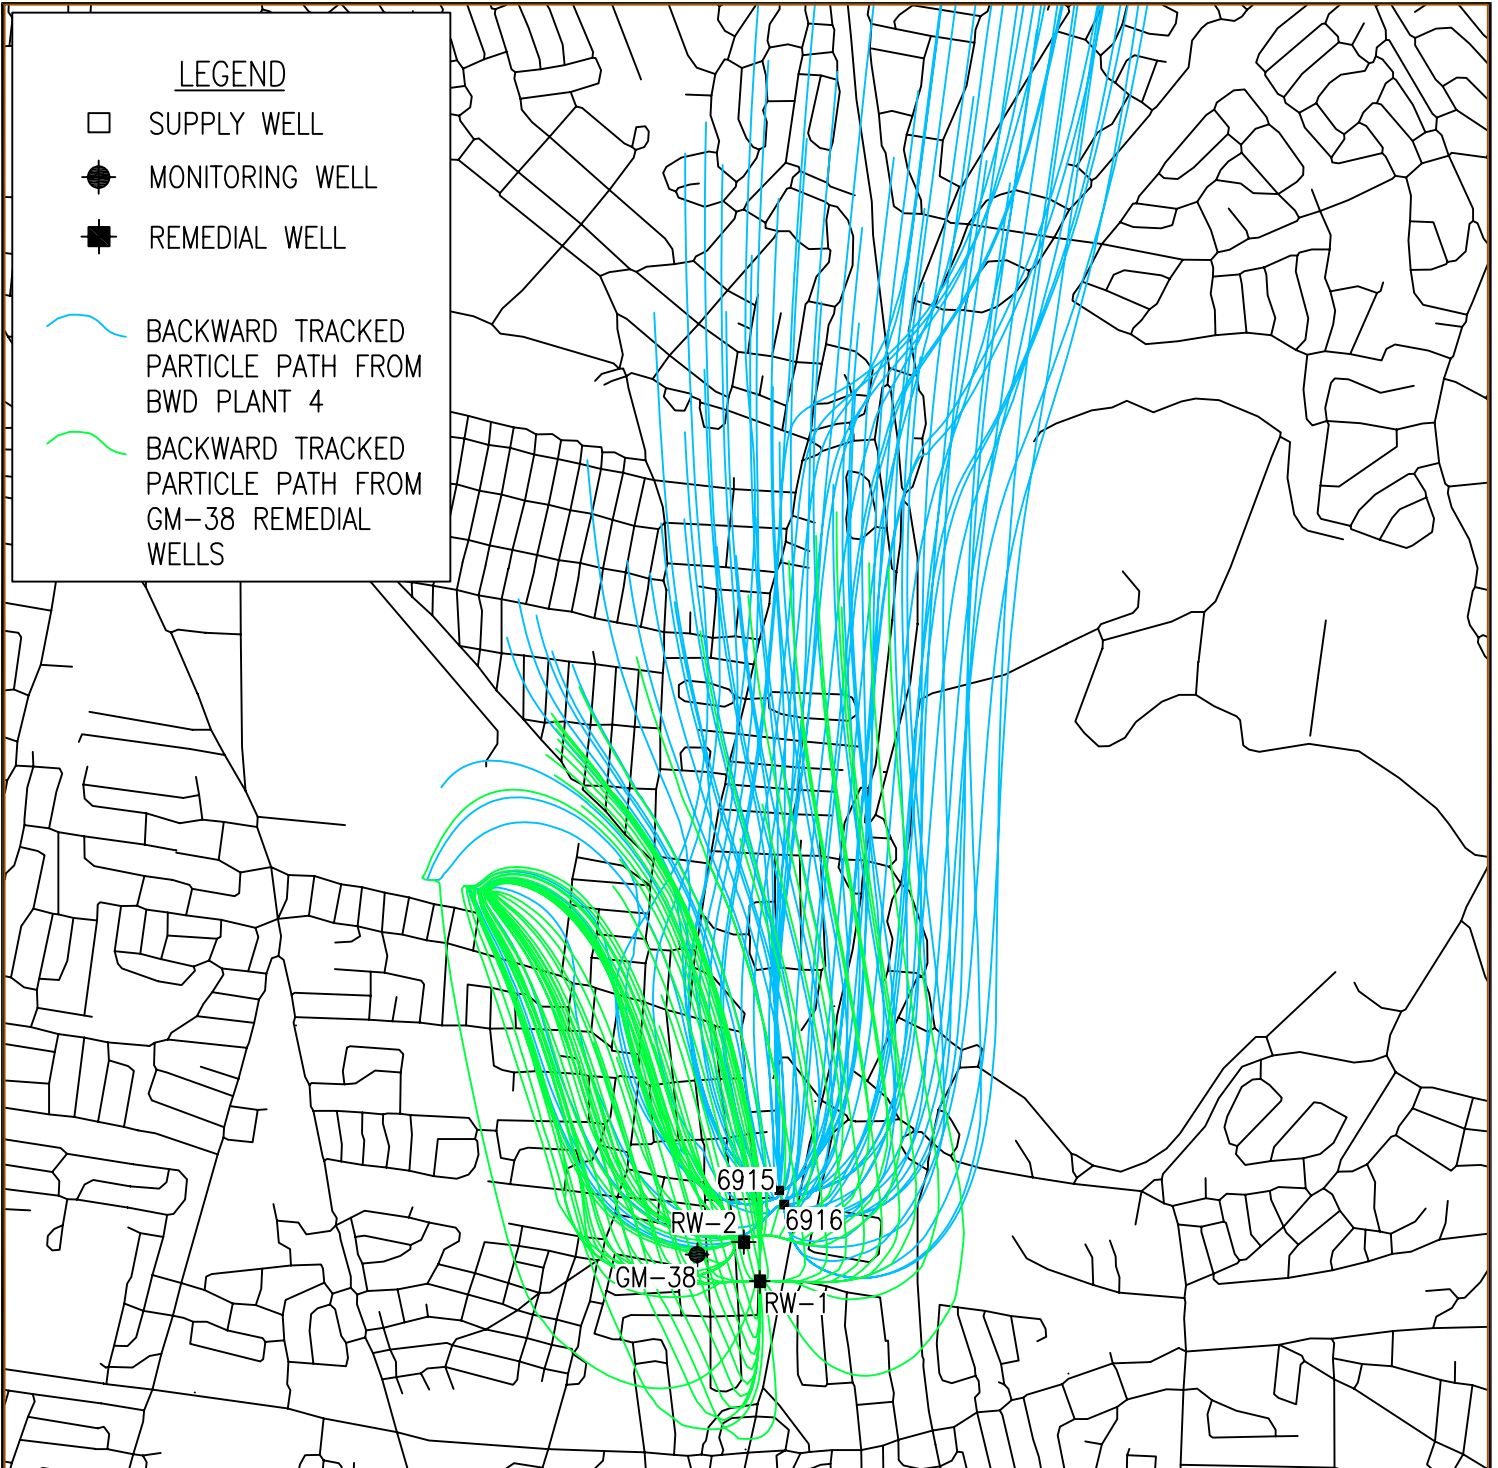 LEGEND
SUPPLY WELL
MONITORING WELL
REMEDIAL WELL
BACKWARD TRACKED
PARTICLE PATH FROM
BWD PLANT 4
BACKWARD TRACKED
PARTICLE PATH FROM
GM-38 REMEDIAL
WELLS
6915
6916
RW-2
GM-38
RW-1